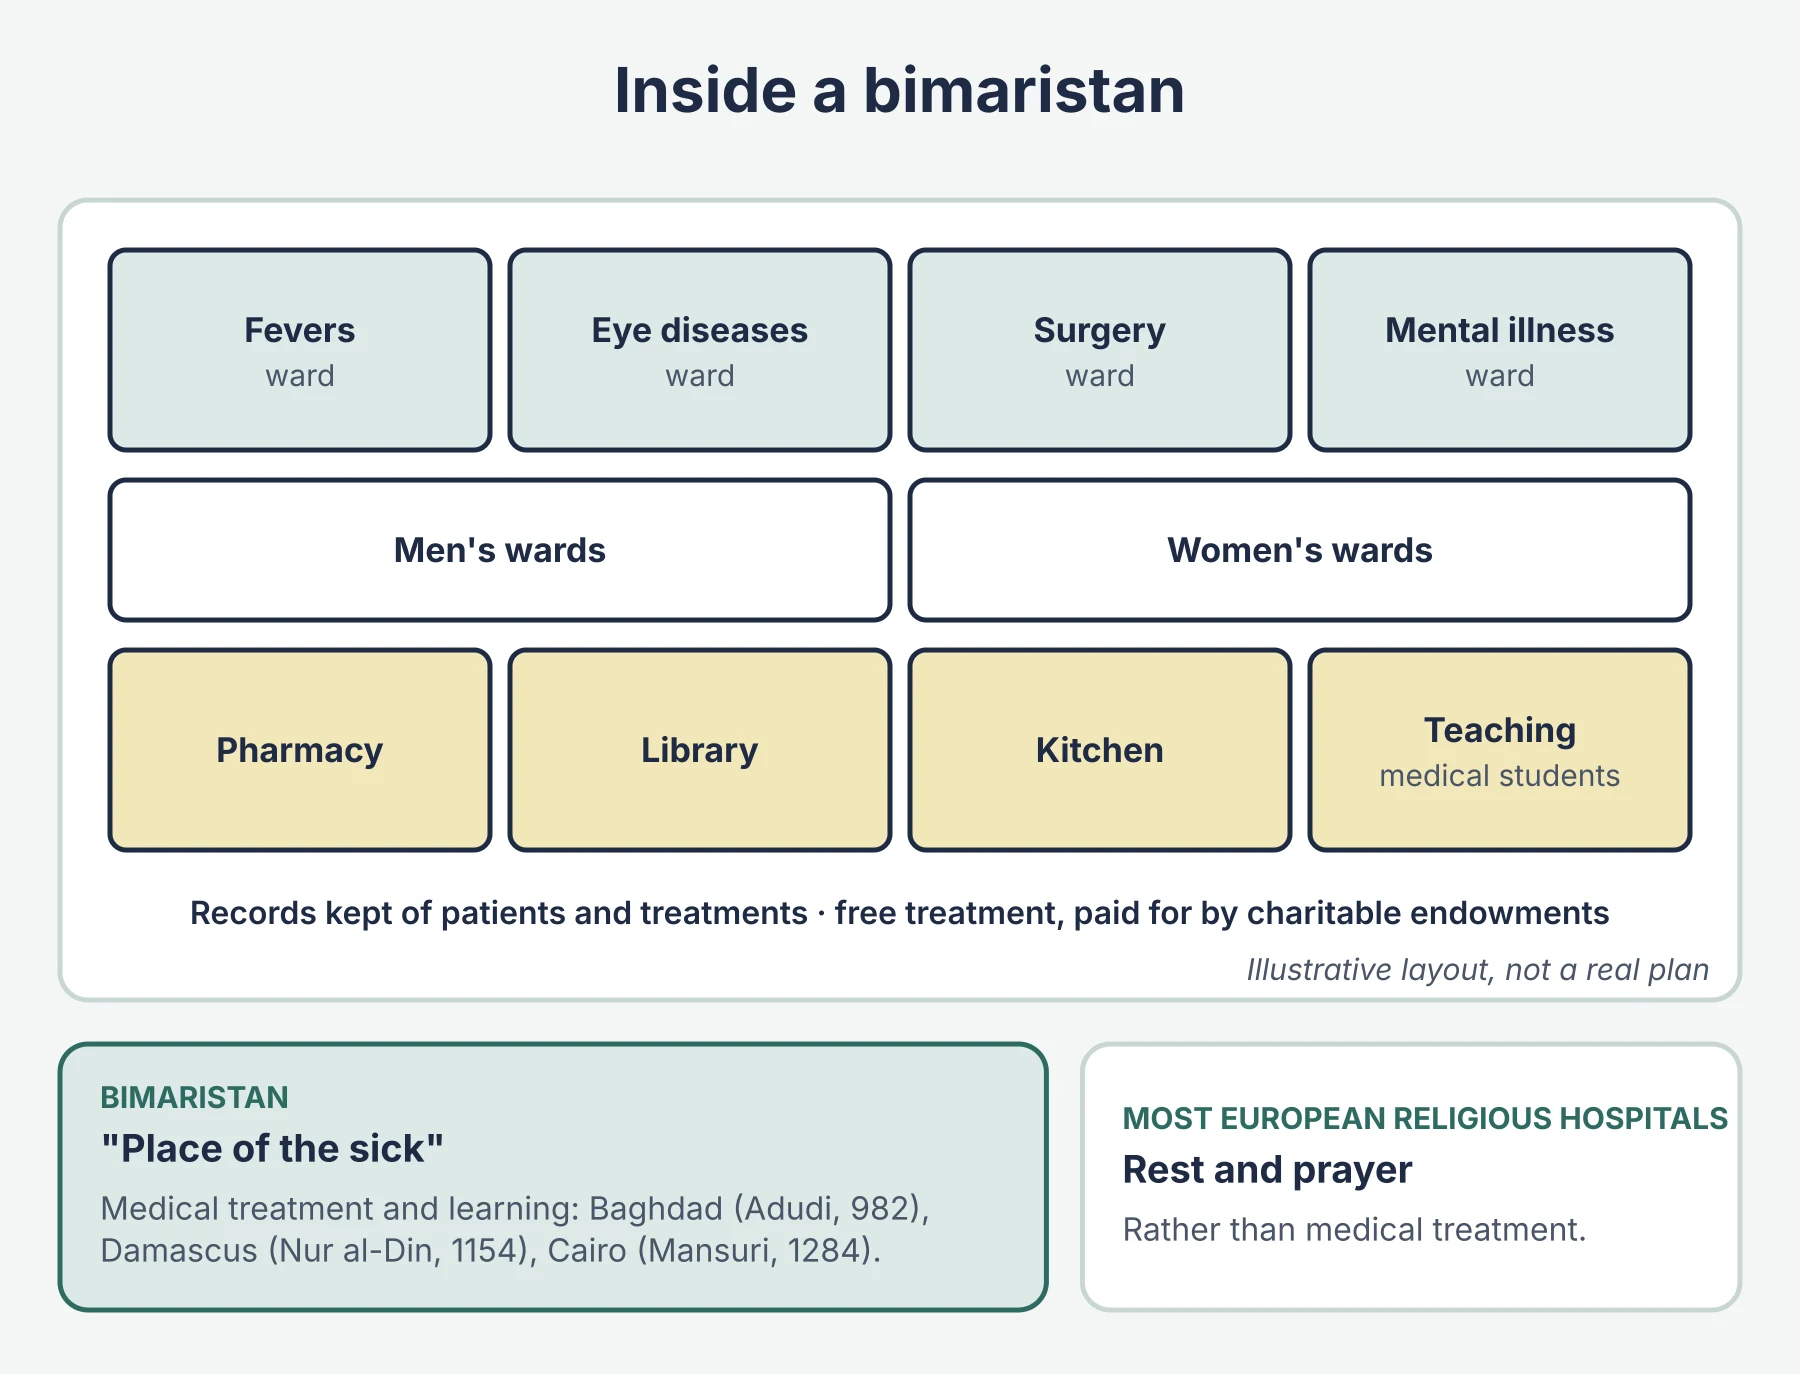 Inside a bimaristan
Fevers
ward
Eye diseases
ward
Surgery
ward
Mental illness
ward
Men's wards
Women's wards
Pharmacy
Library
Kitchen
Teaching
medical students
Records kept of patients and treatments · free treatment, paid for by charitable endowments
Illustrative layout, not a real plan
BIMARISTAN
"Place of the sick"
Medical treatment and learning: Baghdad (Adudi, 982),
Damascus (Nur al-Din, 1154), Cairo (Mansuri, 1284).
MOST EUROPEAN RELIGIOUS HOSPITALS
Rest and prayer
Rather than medical treatment.